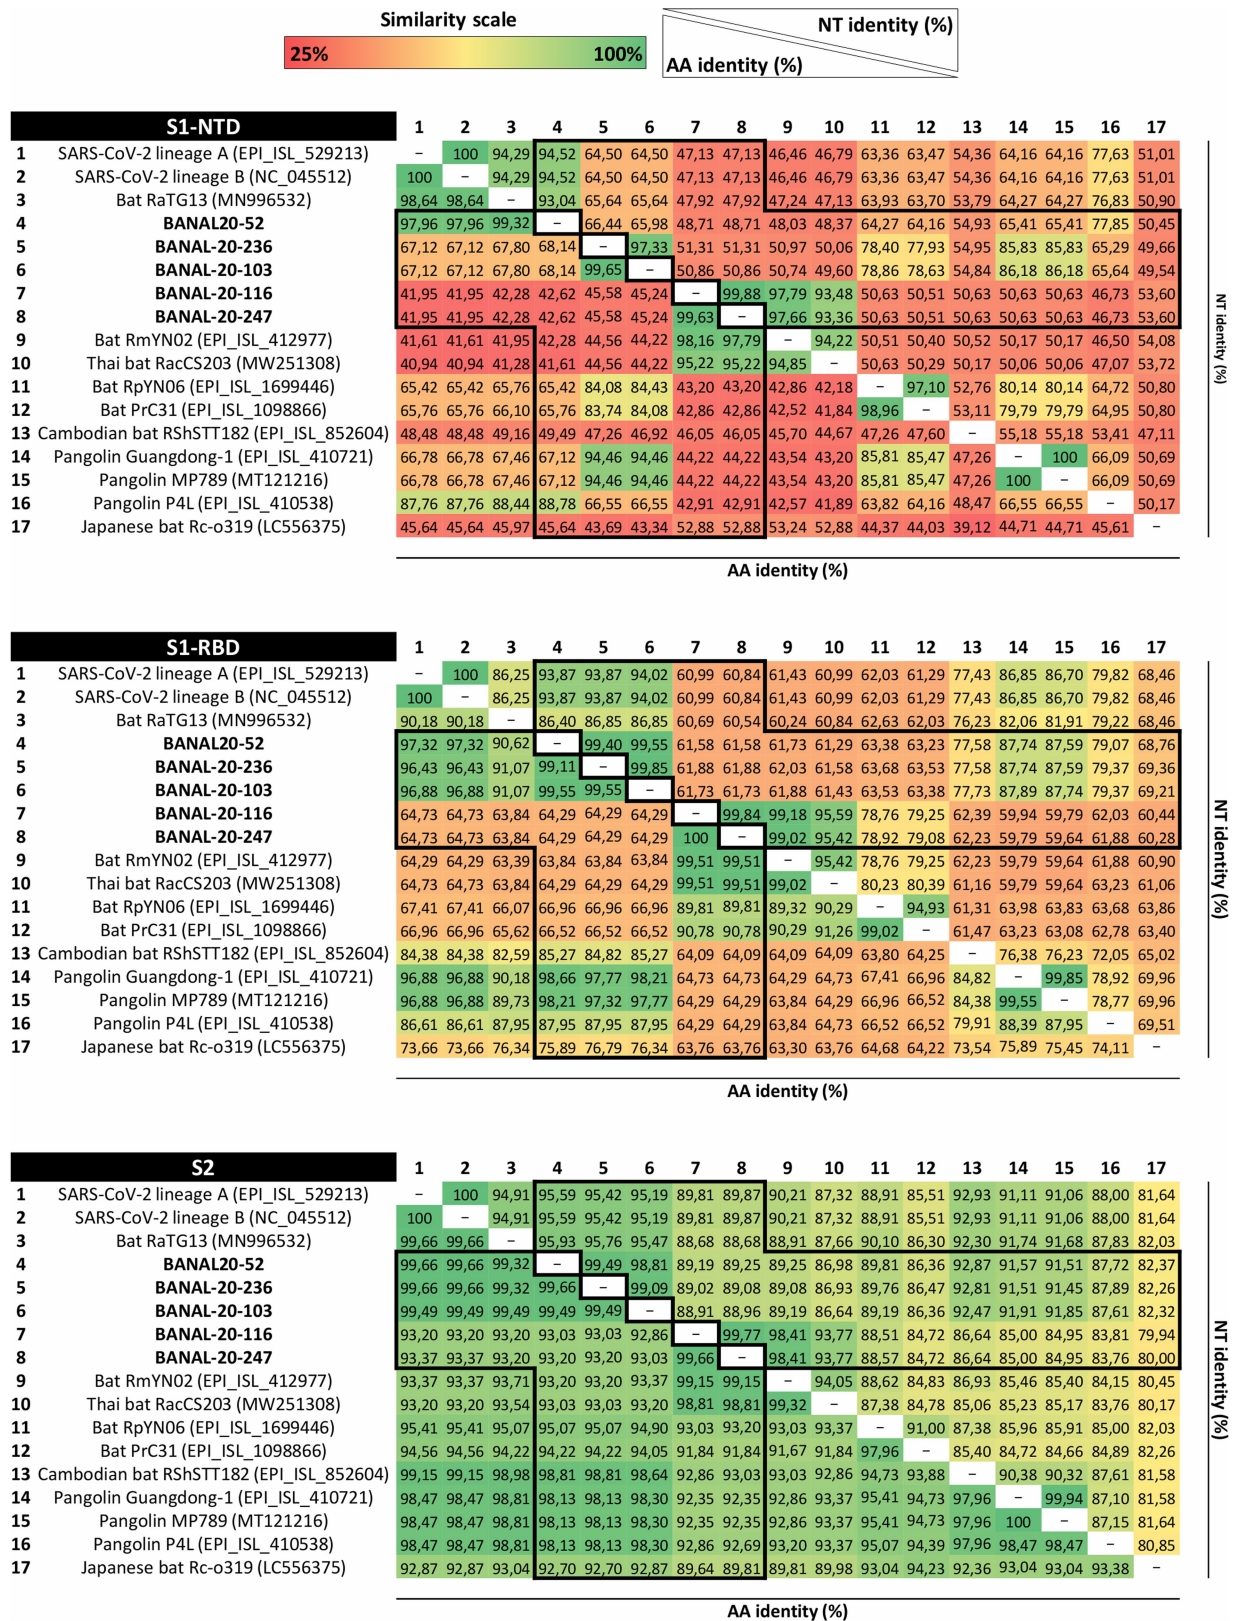 Similarity scale
25% 100%
NT identity (%)
AA identity (%)
S1-NTD 1 2 3 4 5 6 7 8 9 10 11 12 13 14 15 16 17
1 SARS-CoV-2 lineage A (EPI_ISL_529213) – 100 94,29 94,52 64,50 64,50 47,13 47,13 46,46 46,79 63,36 63,47 54,36 64,16 64,16 77,63 51,01
2 SARS-CoV-2 lineage B (NC_045512) 100 – 94,29 94,52 64,50 64,50 47,13 47,13 46,46 46,79 63,36 63,47 54,36 64,16 64,16 77,63 51,01
3 Bat RaTG13 (MN996532) 98,64 98,64 – 93,04 65,64 65,64 47,92 47,92 47,24 47,13 63,93 63,70 53,79 64,27 64,27 76,83 50,90
4 BANAL20-52 97,96 97,96 99,32 – 66,44 65,98 48,71 48,71 48,03 48,37 64,27 64,16 54,93 65,41 65,41 77,85 50,45
5 BANAL-20-236 67,12 67,12 67,80 68,14 – 97,33 51,31 51,31 50,97 50,06 78,40 77,93 54,95 85,83 85,83 65,29 49,66
6 BANAL-20-103 67,12 67,12 67,80 68,14 99,65 – 50,86 50,86 50,74 49,60 78,86 78,63 54,84 86,18 86,18 65,64 49,54
7 BANAL-20-116 41,95 41,95 42,28 42,62 45,58 45,24 – 99,88 97,79 93,48 50,63 50,51 50,63 50,63 50,63 46,73 53,60
8 BANAL-20-247 41,95 41,95 42,28 42,62 45,58 45,24 99,63 – 97,66 93,36 50,63 50,51 50,63 50,63 50,63 46,73 53,60
9 Bat RmYN02 (EPI_ISL_412977) 41,61 41,61 41,95 42,28 44,56 44,22 98,16 97,79 – 94,22 50,51 50,40 50,52 50,17 50,17 46,50 54,08
10 Thai bat RacCS203 (MW251308) 40,94 40,94 41,28 41,61 44,56 44,22 95,22 95,22 94,85 – 50,63 50,29 50,17 50,06 50,06 47,07 53,72
11 Bat RpYN06 (EPI_ISL_1699446) 65,42 65,42 65,76 65,42 84,08 84,43 43,20 43,20 42,86 42,18 – 97,10 52,76 80,14 80,14 64,72 50,80
12 Bat PrC31 (EPI_ISL_1098866) 65,76 65,76 66,10 65,76 83,74 84,08 42,86 42,86 42,52 41,84 98,96 – 53,11 79,79 79,79 64,95 50,80
13 Cambodian bat RShSTT182 (EPI_ISL_852604) 48,48 48,48 49,16 49,49 47,26 46,92 46,05 46,05 45,70 44,67 47,26 47,60 – 55,18 55,18 53,41 47,11
14 Pangolin Guangdong-1 (EPI_ISL_410721) 66,78 66,78 67,46 67,12 94,46 94,46 44,22 44,22 43,54 43,20 85,81 85,47 47,26 – 100 66,09 50,69
15 Pangolin MP789 (MT121216) 66,78 66,78 67,46 67,12 94,46 94,46 44,22 44,22 43,54 43,20 85,81 85,47 47,26 100 – 66,09 50,69
16 Pangolin P4L (EPI_ISL_410538) 87,76 87,76 88,44 88,78 66,55 65,55 42,91 42,91 42,57 41,89 63,82 64,16 48,47 66,55 66,55 – 50,17
17 Japanese bat Rc-o319 (LC556375) 45,64 45,64 45,97 45,64 43,69 43,34 52,88 52,88 53,24 52,88 44,37 44,03 39,12 44,71 44,71 45,61 –
NT identity (%)
AA identity (%)
S1-RBD 1 2 3 4 5 6 7 8 9 10 11 12 13 14 15 16 17
1 SARS-CoV-2 lineage A (EPI_ISL_529213) – 100 86,25 93,87 93,87 94,02 60,99 60,84 61,43 60,99 62,03 61,29 77,43 86,85 86,70 79,82 68,46
2 SARS-CoV-2 lineage B (NC_045512) 100 – 86,25 93,87 93,87 94,02 60,99 60,84 61,43 60,99 62,03 61,29 77,43 86,85 86,70 79,82 68,46
3 Bat RaTG13 (MN996532) 90,18 90,18 – 86,40 86,85 86,85 60,69 60,54 60,24 60,84 62,63 62,03 76,23 82,06 81,91 79,22 68,46
4 BANAL20-52 97,32 97,32 90,62 – 99,40 99,55 61,58 61,58 61,73 61,29 63,38 63,23 77,58 87,74 87,59 79,07 68,76
5 BANAL-20-236 96,43 96,43 91,07 99,11 – 99,85 61,88 61,88 62,03 61,58 63,68 63,53 77,58 87,74 87,59 79,37 69,36
6 BANAL-20-103 96,88 96,88 91,07 99,55 99,55 – 61,73 61,73 61,88 61,43 63,53 63,38 77,73 87,89 87,74 79,37 69,21
7 BANAL-20-116 64,73 64,73 63,84 64,29 64,29 64,29 – 99,84 99,18 95,59 78,76 79,25 62,39 59,94 59,79 62,03 60,44
8 BANAL-20-247 64,73 64,73 63,84 64,29 64,29 64,29 100 – 99,02 95,42 78,92 79,08 62,23 59,79 59,64 61,88 60,28
9 Bat RmYN02 (EPI_ISL_412977) 64,29 64,29 63,39 63,84 63,84 63,84 99,51 99,51 – 95,42 78,76 79,25 62,23 59,79 59,64 61,88 60,90
10 Thai bat RacCS203 (MW251308) 64,73 64,73 63,84 64,29 64,29 64,29 99,51 99,51 99,02 – 80,23 80,39 61,16 59,79 59,64 63,23 61,06
11 Bat RpYN06 (EPI_ISL_1699446) 67,41 67,41 66,07 66,96 66,96 66,96 89,81 89,81 89,32 90,29 – 94,93 61,31 63,98 63,83 63,68 63,86
12 Bat PrC31 (EPI_ISL_1098866) 66,96 66,96 65,62 66,52 66,52 66,52 90,78 90,78 90,29 91,26 99,02 – 61,47 63,23 63,08 62,78 63,40
13 Cambodian bat RShSTT182 (EPI_ISL_852604) 84,38 84,38 82,59 85,27 84,82 85,27 64,09 64,09 64,09 64,09 63,80 64,25 – 76,38 76,23 72,05 65,02
14 Pangolin Guangdong-1 (EPI_ISL_410721) 96,88 96,88 90,18 98,66 97,77 98,21 64,73 64,73 64,29 64,73 67,41 66,96 84,82 – 99,85 78,92 69,96
15 Pangolin MP789 (MT121216) 96,88 96,88 89,73 98,21 97,32 97,77 64,29 64,29 63,84 64,29 66,96 66,52 84,38 99,55 – 78,77 69,96
16 Pangolin P4L (EPI_ISL_410538) 86,61 86,61 87,95 87,95 87,95 87,95 64,29 64,29 63,84 64,73 66,52 66,52 79,91 88,39 87,95 – 69,51
17 Japanese bat Rc-o319 (LC556375) 73,66 73,66 76,34 75,89 76,79 76,34 63,76 63,76 63,30 63,76 64,68 64,22 73,54 75,89 75,45 74,11 –
NT identity (%)
AA identity (%)
S2 1 2 3 4 5 6 7 8 9 10 11 12 13 14 15 16 17
1 SARS-CoV-2 lineage A (EPI_ISL_529213) – 100 94,91 95,59 95,42 95,19 89,81 89,87 90,21 87,32 88,91 85,51 92,93 91,11 91,06 88,00 81,64
2 SARS-CoV-2 lineage B (NC_045512) 100 – 94,91 95,59 95,42 95,19 89,81 89,87 90,21 87,32 88,91 85,51 92,93 91,11 91,06 88,00 81,64
3 Bat RaTG13 (MN996532) 99,66 99,66 – 95,93 95,76 95,47 88,68 88,68 88,91 87,66 90,10 86,30 92,30 91,74 91,68 87,83 82,03
4 BANAL20-52 99,66 99,66 99,32 – 99,49 98,81 89,19 89,25 89,25 86,98 89,81 86,36 92,87 91,57 91,51 87,72 82,37
5 BANAL-20-236 99,66 99,66 99,32 99,66 – 99,09 89,02 89,08 89,08 86,93 89,76 86,47 92,81 91,51 91,45 87,89 82,26
6 BANAL-20-103 99,49 99,49 99,49 99,49 99,49 – 88,91 88,96 89,19 86,64 89,19 86,36 92,47 91,91 91,85 87,61 82,32
7 BANAL-20-116 93,20 93,20 93,20 93,03 93,03 92,86 – 99,77 98,41 93,77 88,51 84,72 86,64 85,00 84,95 83,81 79,94
8 BANAL-20-247 93,37 93,37 93,20 93,20 93,20 93,03 99,66 – 98,41 93,77 88,57 84,72 86,64 85,00 84,95 83,76 80,00
9 Bat RmYN02 (EPI_ISL_412977) 93,37 93,37 93,71 93,20 93,20 93,37 99,15 99,15 – 94,05 88,62 84,83 86,93 85,46 85,40 84,15 80,45
10 Thai bat RacCS203 (MW251308) 93,20 93,20 93,54 93,03 93,03 93,20 98,81 98,81 99,32 – 87,38 84,78 85,06 85,23 85,17 83,76 80,17
11 Bat RpYN06 (EPI_ISL_1699446) 95,41 95,41 95,07 95,07 95,07 94,90 93,03 93,20 93,03 93,37 – 91,00 87,38 85,96 85,91 85,00 82,03
12 Bat PrC31 (EPI_ISL_1098866) 94,56 94,56 94,22 94,22 94,22 94,05 91,84 91,84 91,67 91,84 97,96 – 85,40 84,72 84,66 84,89 82,26
13 Cambodian bat RShSTT182 (EPI_ISL_852604) 99,15 99,15 98,98 98,81 98,81 98,64 92,86 93,03 93,03 92,86 94,73 93,88 – 90,38 90,32 87,61 81,58
14 Pangolin Guangdong-1 (EPI_ISL_410721) 98,47 98,47 98,81 98,13 98,13 98,30 92,35 92,35 92,86 93,37 95,41 94,73 97,96 – 99,94 87,10 81,58
15 Pangolin MP789 (MT121216) 98,47 98,47 98,81 98,13 98,13 98,30 92,35 92,35 92,86 93,37 95,41 94,73 97,96 100 – 87,15 81,64
16 Pangolin P4L (EPI_ISL_410538) 98,47 98,47 98,81 98,13 98,13 98,30 92,86 92,69 93,20 93,37 95,07 94,39 97,96 98,47 98,47 – 80,85
17 Japanese bat Rc-o319 (LC556375) 92,87 92,87 93,04 92,70 92,70 92,87 89,64 89,81 89,81 89,98 93,04 94,23 92,36 93,04 93,04 93,38 –
NT identity (%)
AA identity (%)